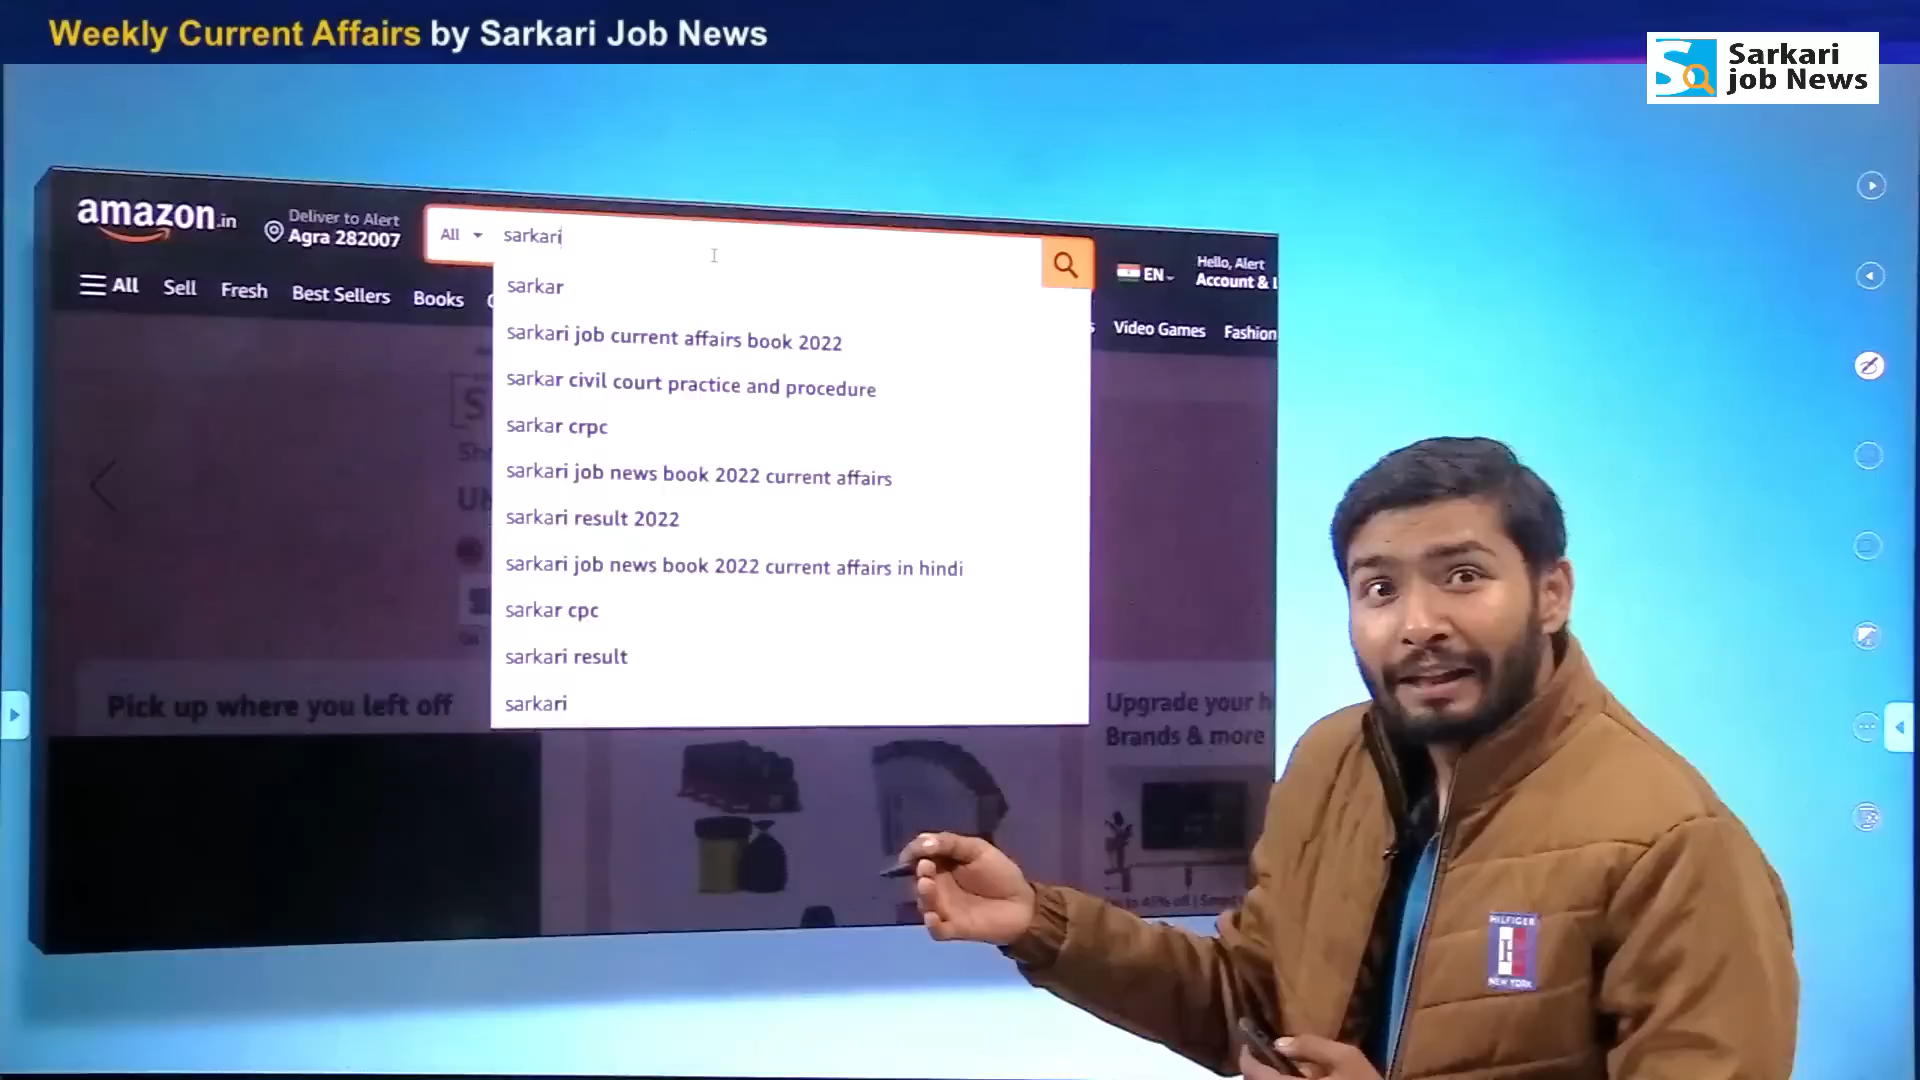 Weekly Current Affairs by Sarkari Job News
Sarkari
job News
amazon.in
Deliver to Alert
Agra 282007
All
sarkari
EN
Hello, Alert
Account & L
All
Sell
Fresh
Best Sellers
Books
Video Games
Fashion
sarkar
sarkari job current affairs book 2022
sarkar civil court practice and procedure
sarkar crpc
sarkari job news book 2022 current affairs
sarkari result 2022
sarkari job news book 2022 current affairs in hindi
sarkar cpc
sarkari result
sarkari
Pick up where you left off
Upgrade your h
Brands & more
HILFIGER
H
NEW YORK